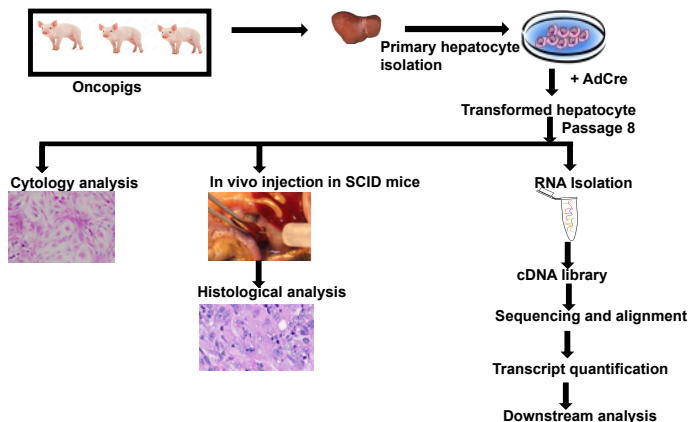 Oncopigs
Primary hepatocyte
isolation
+ AdCre
Transformed hepatocyte
Passage 8
Cytology analysis
In vivo injection in SCID mice
RNA Isolation
Histological analysis
cDNA library
Sequencing and alignment
Transcript quantification
Downstream analysis